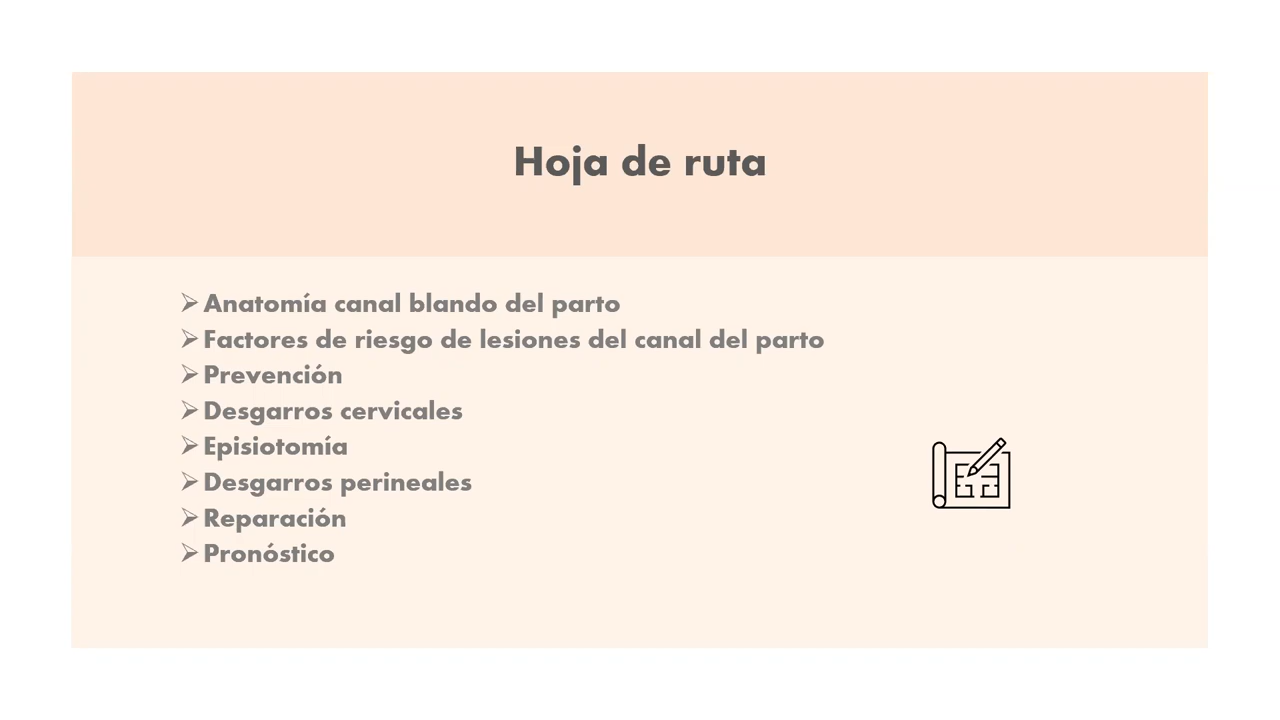 Hoja de ruta
➢ Anatomía canal blando del parto
➢ Factores de riesgo de lesiones del canal del parto
➢ Prevención
➢ Desgarros cervicales
➢ Episiotomía
➢ Desgarros perineales
➢ Reparación
➢ Pronóstico